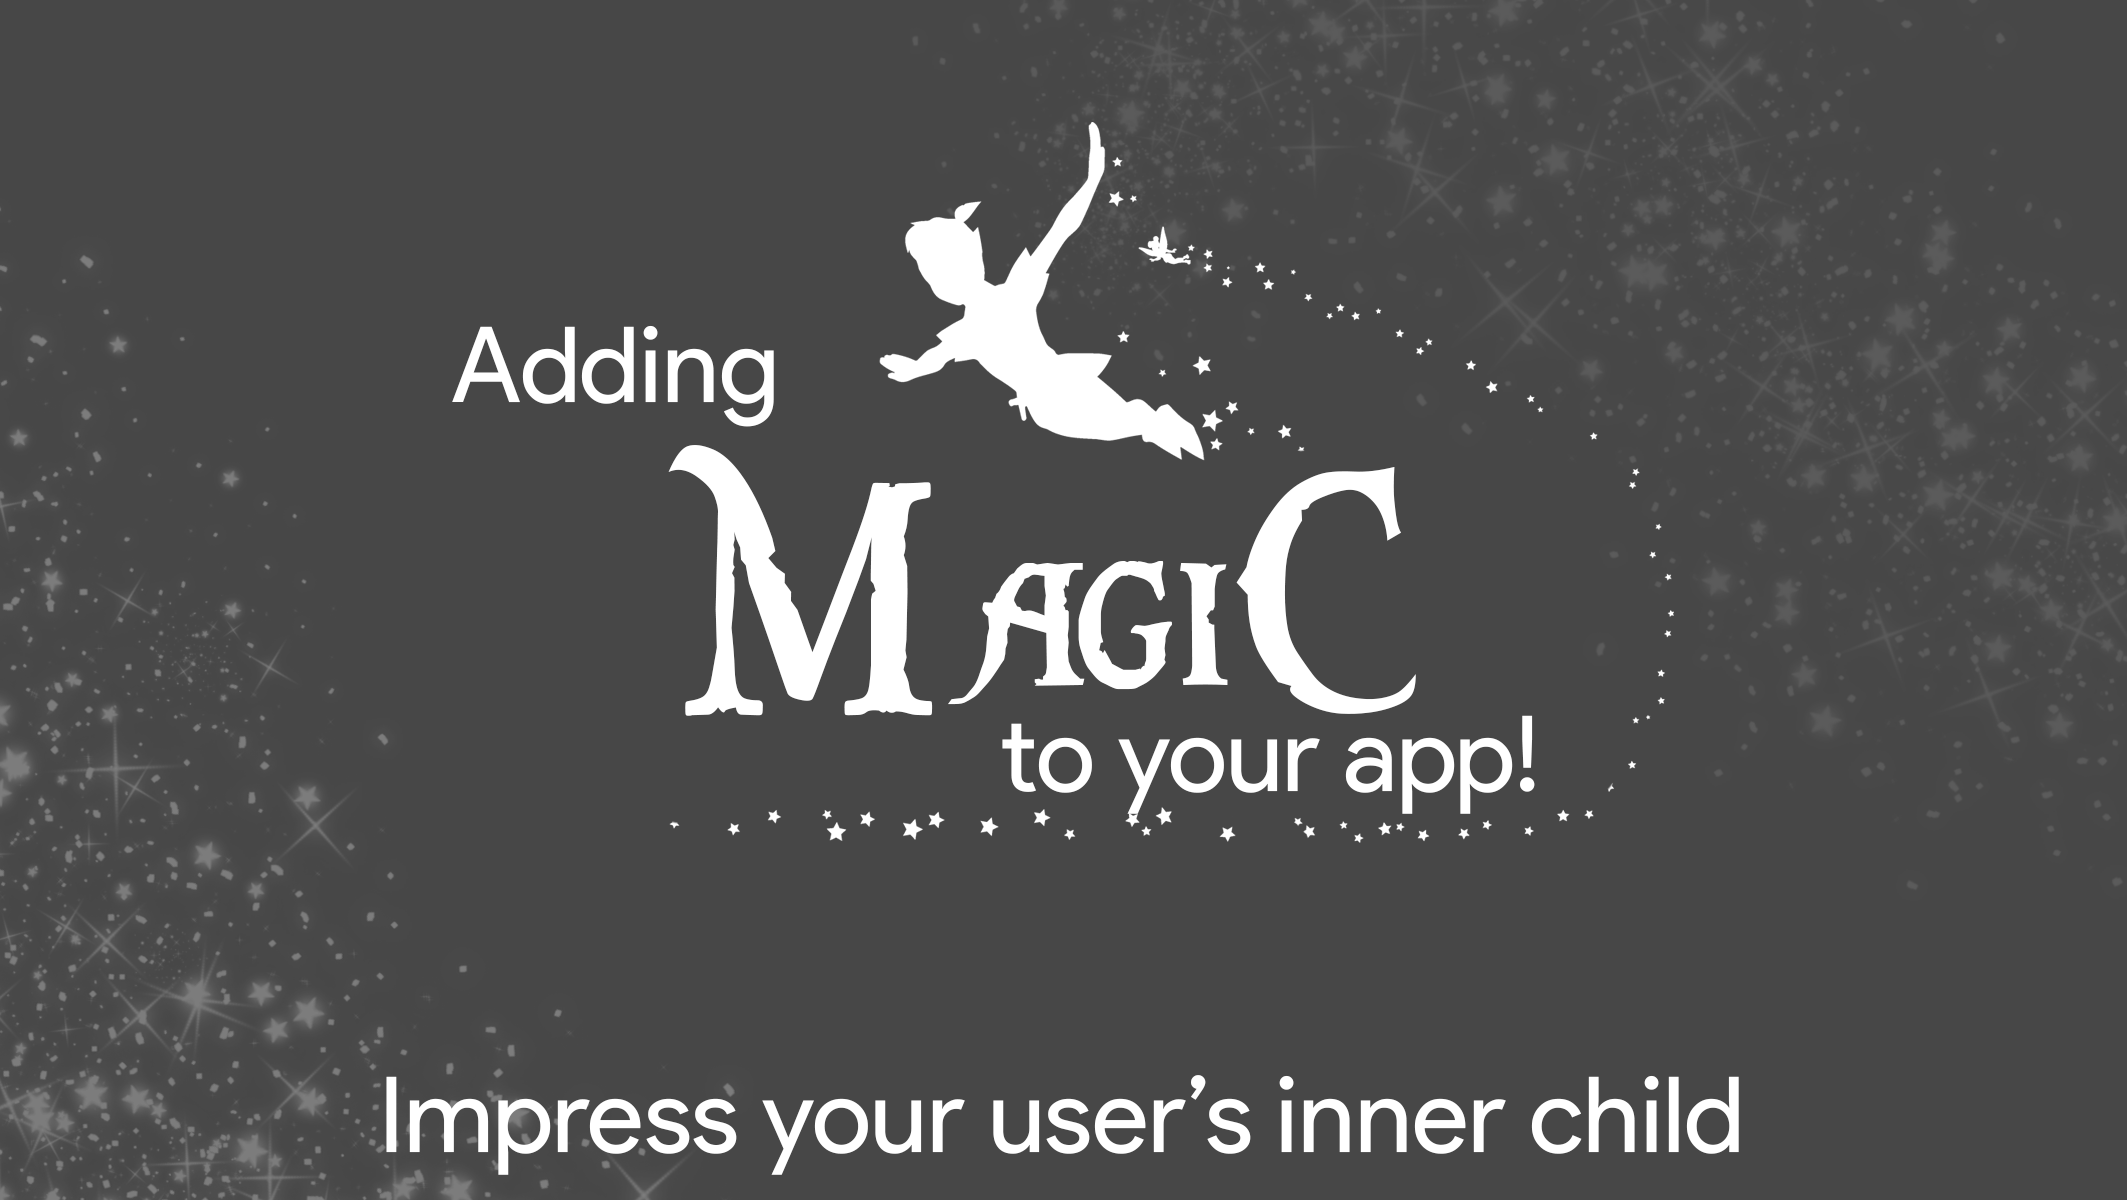 Adding
MAGIC
to your app!
Impress your user’s inner child